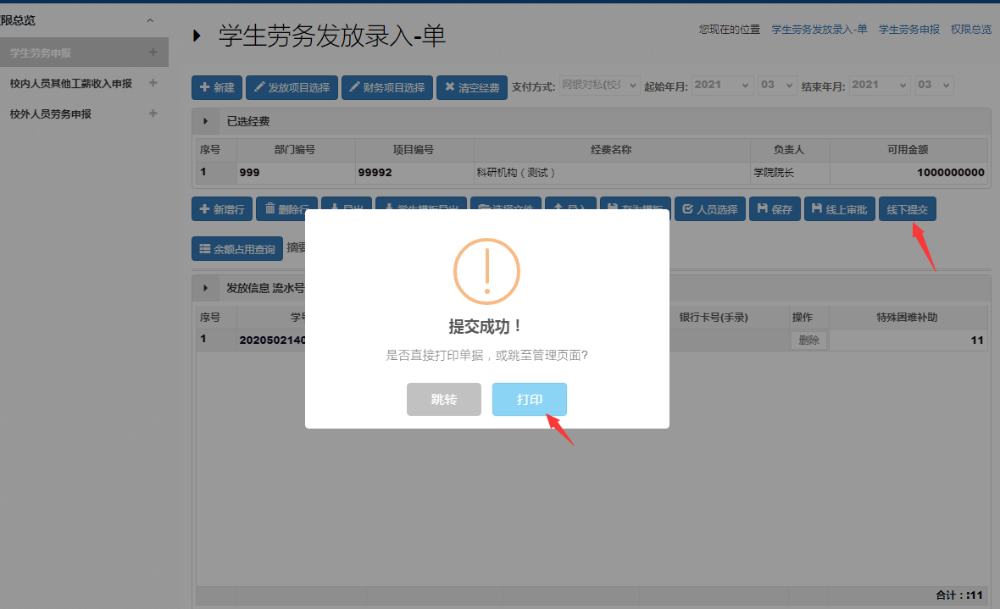 限总览
学生劳务申报
校内人员其他工薪收入申报
校外人员劳务申报
学生劳务发放录入-单
您现在的位置 学生劳务发放录入-单 学生劳务申报 权限总览
新建 发放项目选择 财务项目选择 清空经费 支付方式: 网银对私(校 起始年月: 2021 03 结束年月: 2021 03
已选经费
序号 部门编号 项目编号 经费名称 负责人 可用金额
1 999 99992 科研机构（测试） 学院院长 1000000000
新增行 删除行 导出 学生模板导出 选择文件 导入 存为模板 人员选择 保存 线上审批 线下提交
余额占用查询 摘要
发放信息 流水号
序号 学号 银行卡号(手录) 操作 特殊困难补助
1 2020502140 删除 11
提交成功！
是否直接打印单据，或跳至管理页面?
跳转 打印
合计：:11